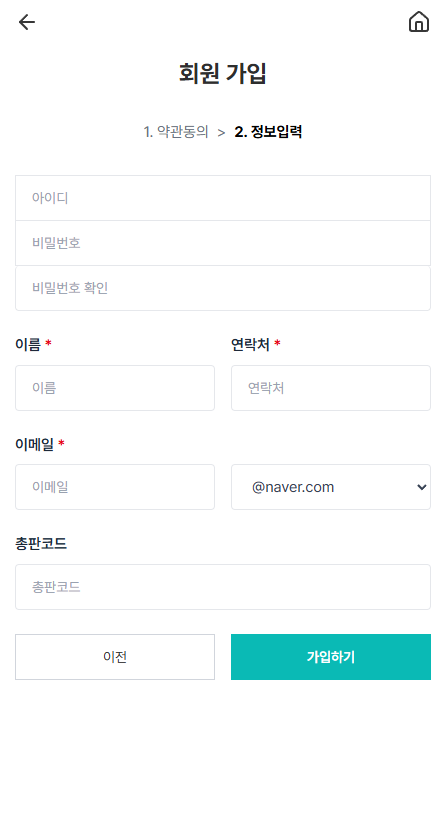 회원 가입
1. 약관동의 > 2. 정보입력
아이디
비밀번호
비밀번호 확인
이름 * 연락처 *
이름 연락처
이메일 *
이메일 @naver.com
총판코드
총판코드
이전 가입하기